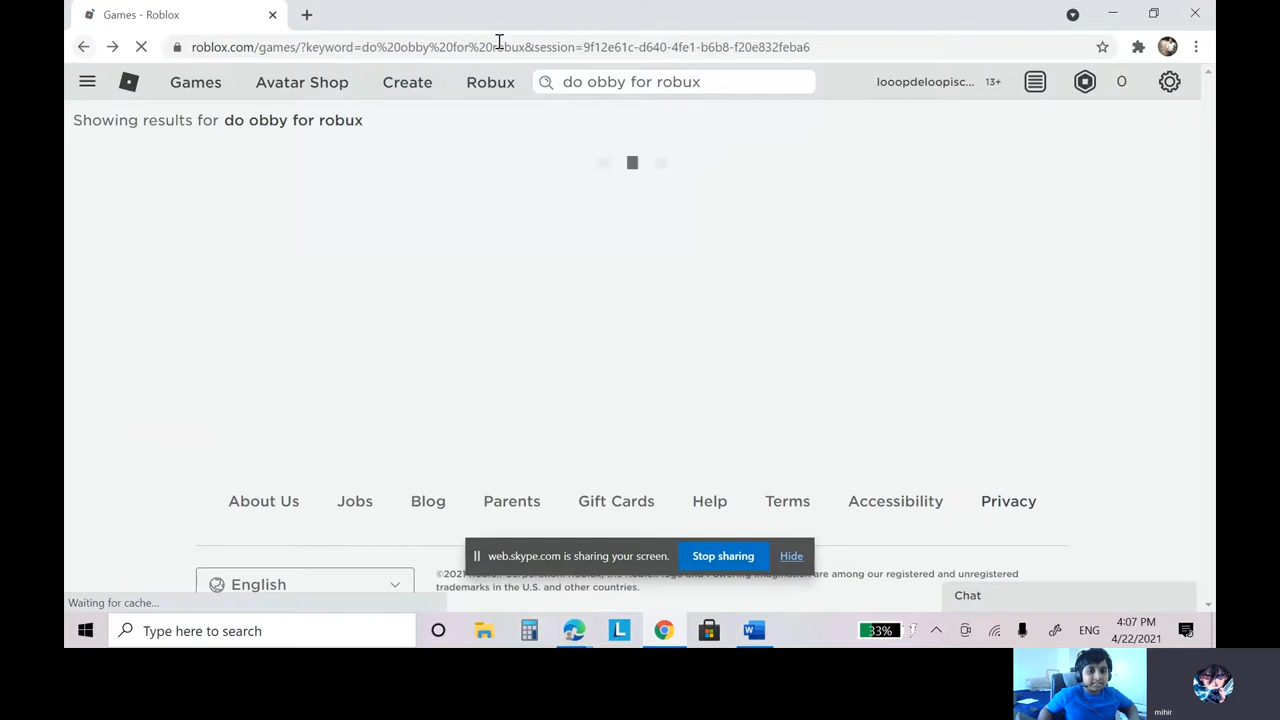 Games - Roblox
roblox.com/games/?keyword=do%20obby%20for%20robux&session=9f12e61c-d640-4fe1-b6b8-f20e832feba6
Games Avatar Shop Create Robux do obby for robux looopdeloopisc... 13+ 0
Showing results for do obby for robux
About Us Jobs Blog Parents Gift Cards Help Terms Accessibility Privacy
web.skype.com is sharing your screen. Stop sharing Hide
English
are among our registered and unregistered
trademarks in the U.S. and other countries.
Chat
Waiting for cache...
Type here to search
L
W
33%
ENG
4:07 PM
4/22/2021
mihir